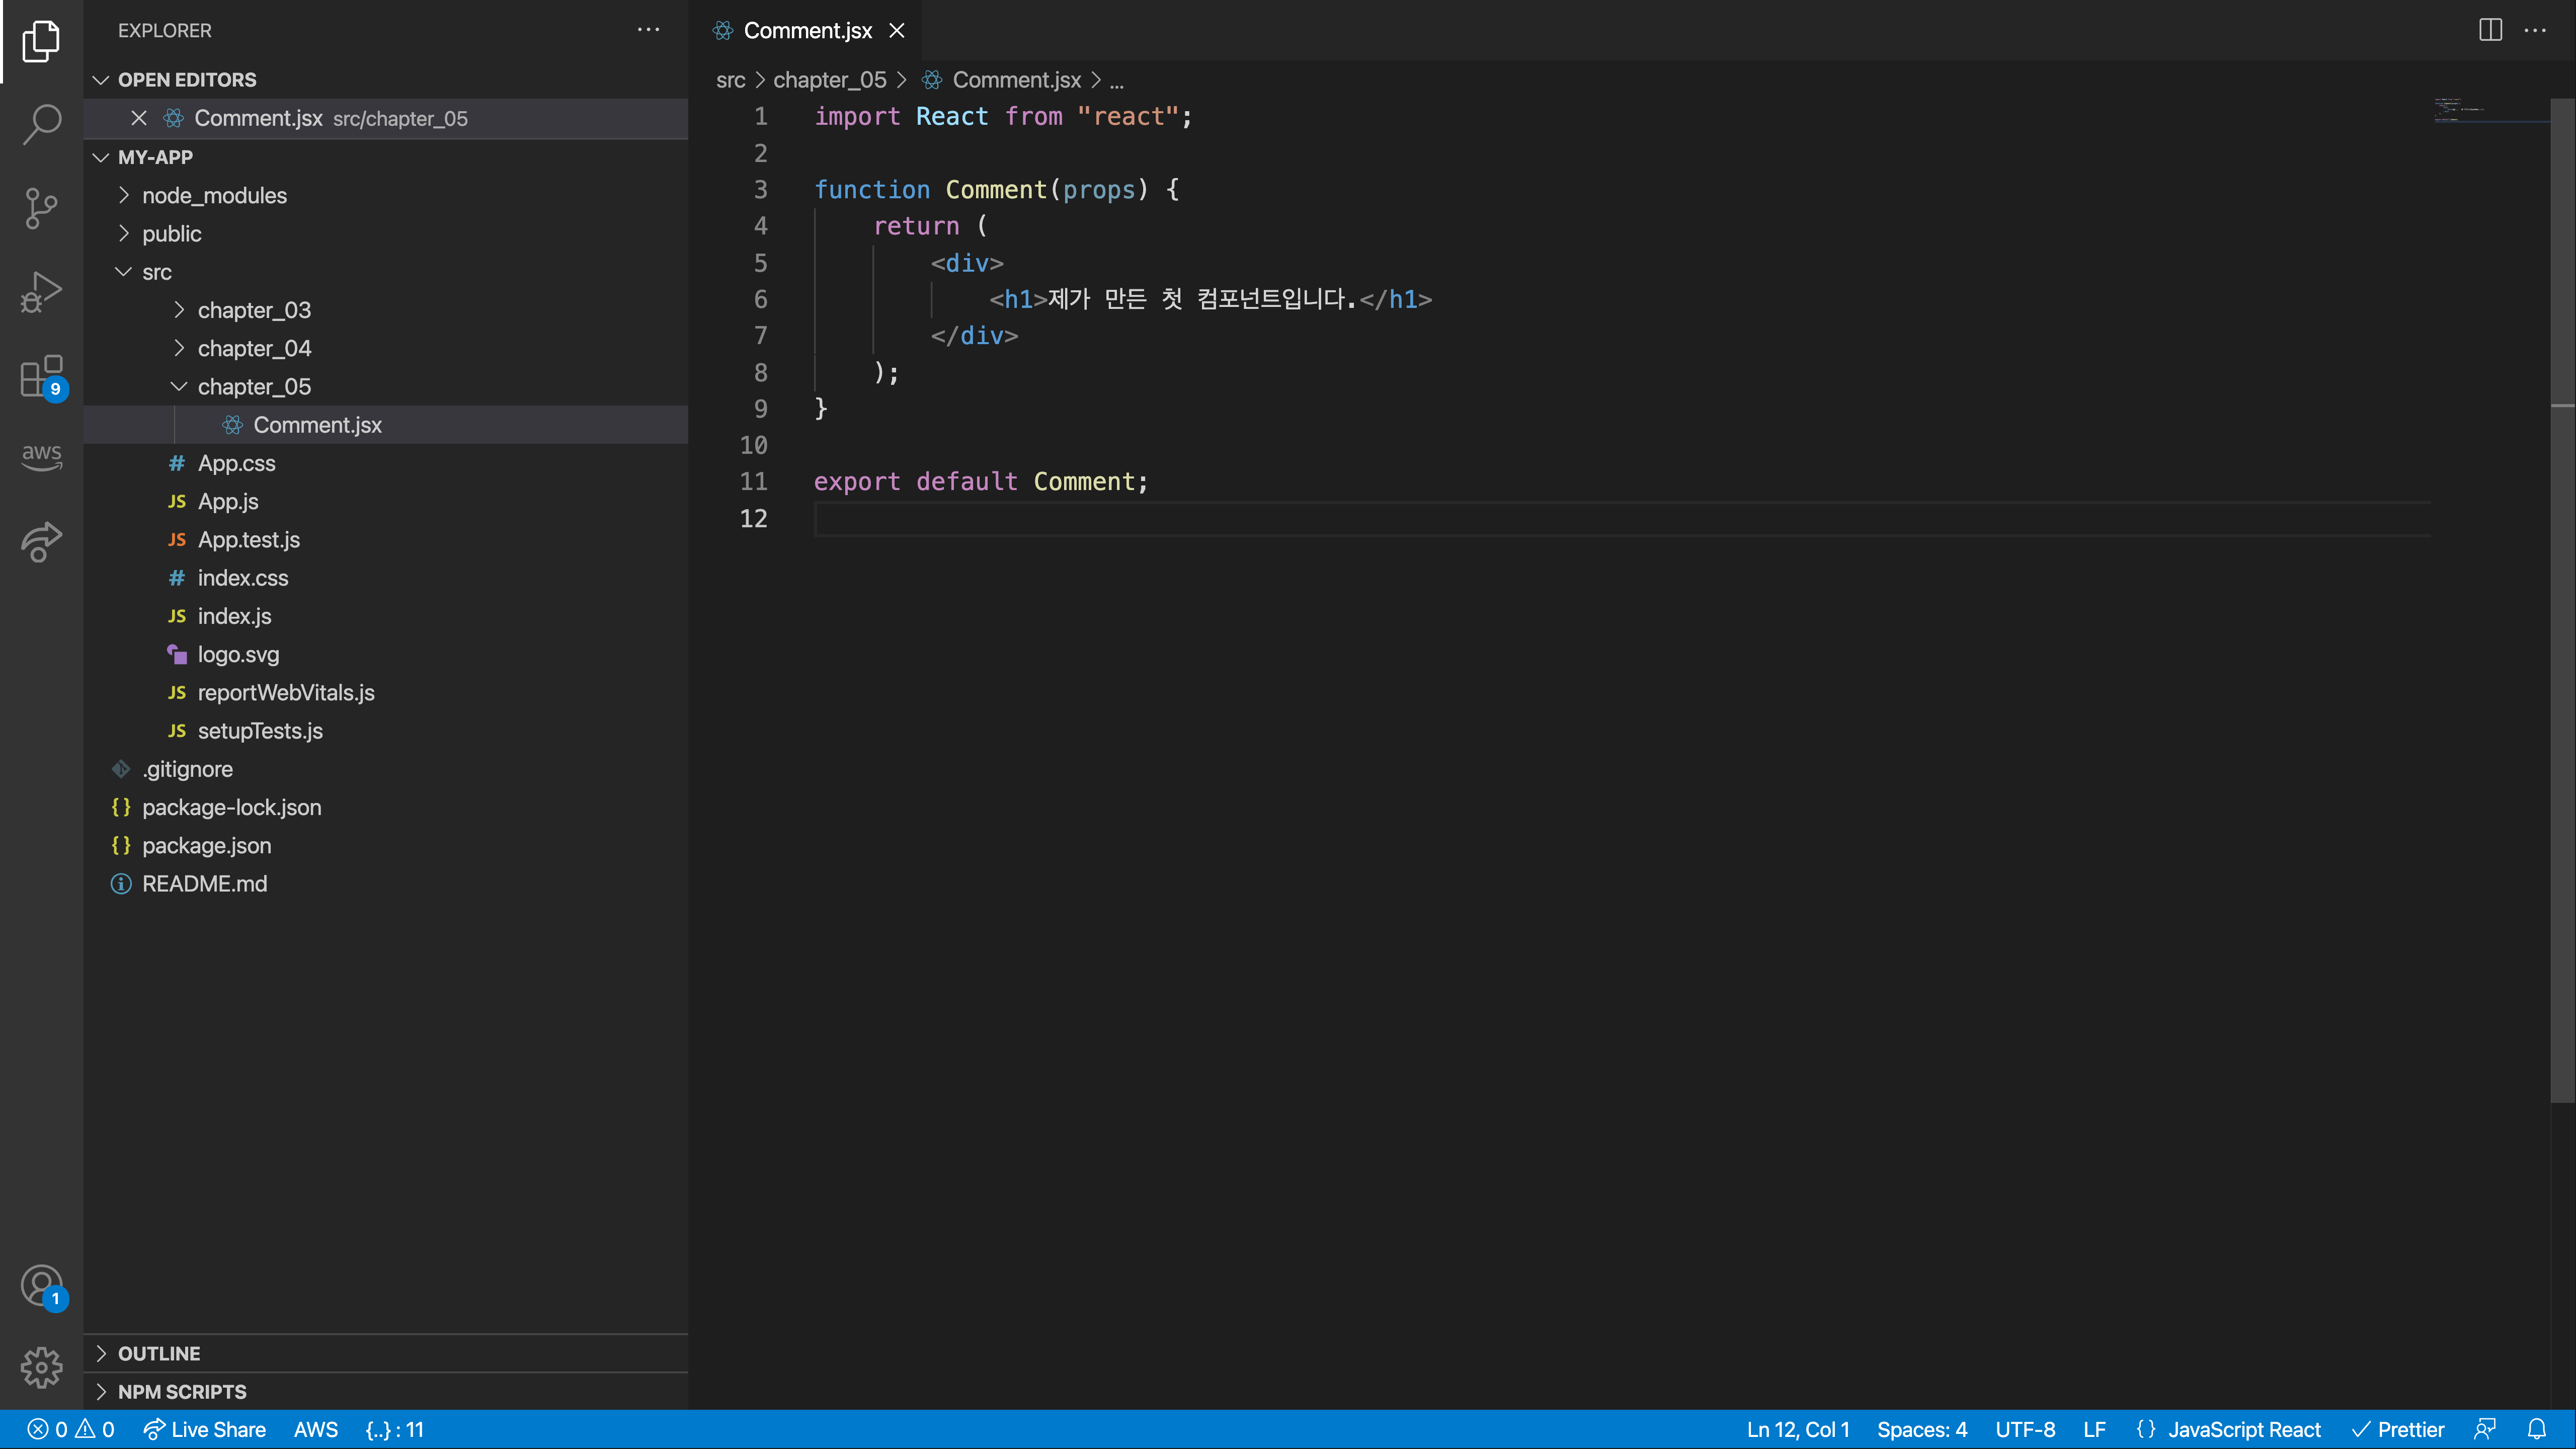 EXPLORER
OPEN EDITORS
Comment.jsx src/chapter_05
MY-APP
node_modules
public
src
chapter_03
chapter_04
chapter_05
Comment.jsx
# App.css
JS App.js
JS App.test.js
# index.css
JS index.js
logo.svg
JS reportWebVitals.js
JS setupTests.js
.gitignore
{} package-lock.json
{} package.json
README.md
OUTLINE
NPM SCRIPTS
9
aws
1
Comment.jsx
src > chapter_05 > Comment.jsx > ...
1 import React from "react";
2
3 function Comment(props) {
4 return (
5 <div>
6 <h1>제가 만든 첫 컴포넌트입니다.</h1>
7 </div>
8 );
9 }
10
11 export default Comment;
12
0 0 Live Share AWS {..} : 11 Ln 12, Col 1 Spaces: 4 UTF-8 LF {} JavaScript React Prettier